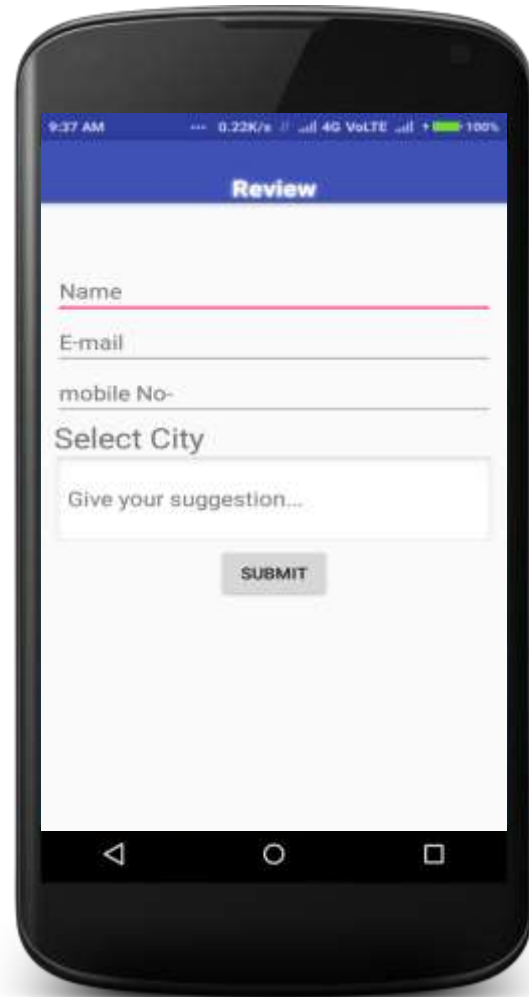 9:37 AM ... 0.22K/s 4G VoLTE 100%
Review
Name
E-mail
mobile No-
Select City
Give your suggestion...
SUBMIT